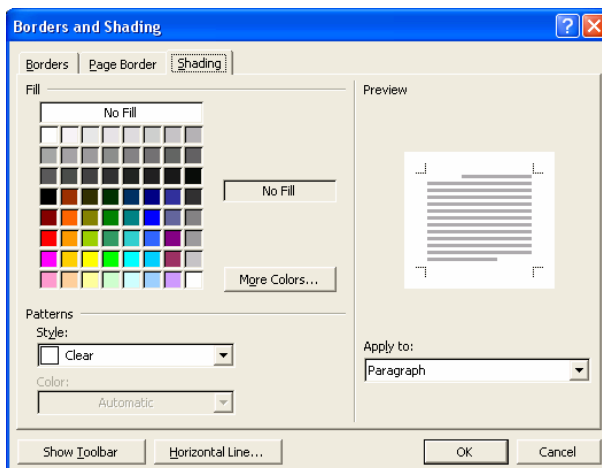 Borders and Shading
Borders Page Border Shading
Fill
No Fill
No Fill
More Colors...
Patterns
Style:
Clear
Color:
Automatic
Preview
Apply to:
Paragraph
Show Toolbar Horizontal Line... OK Cancel